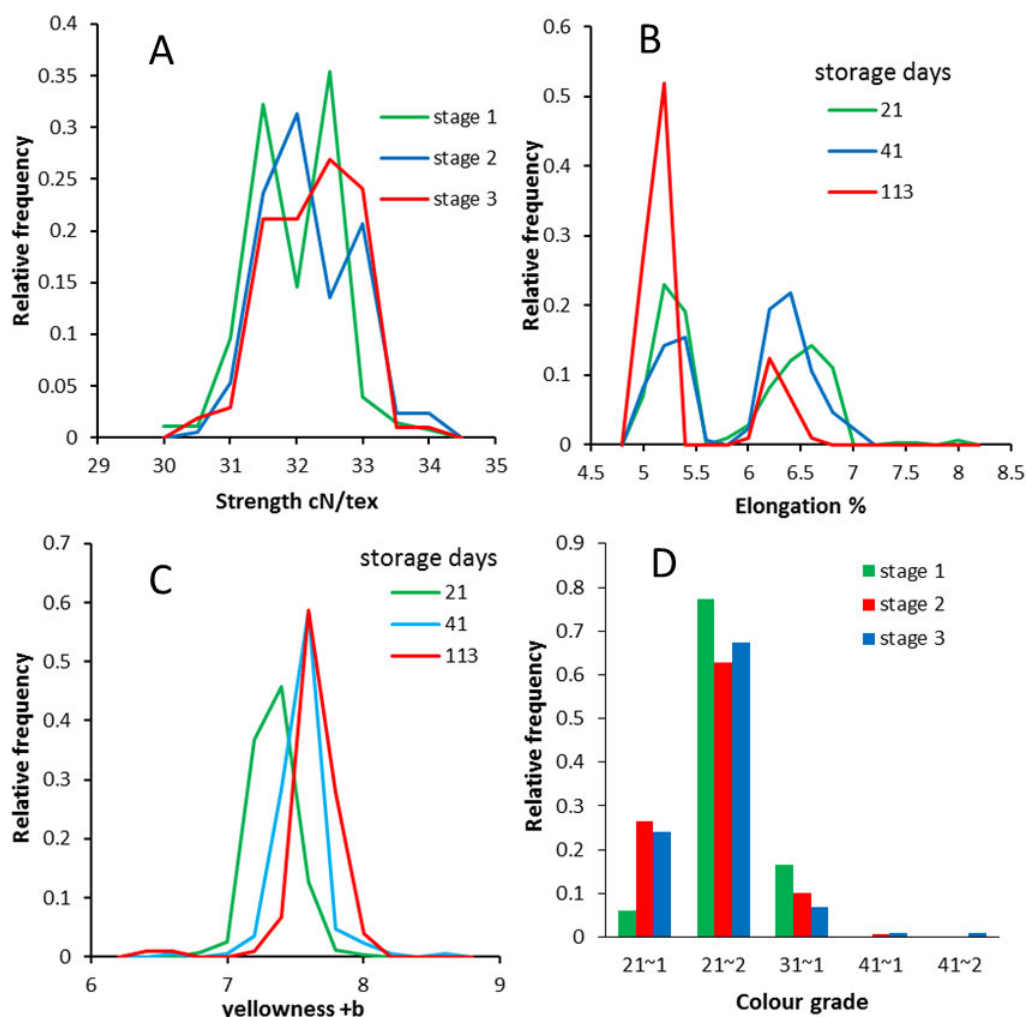 A
0.4
0.35
0.3
0.25
0.2
0.15
0.1
0.05
0
Relative frequency
stage 1
stage 2
stage 3
29 30 31 32 33 34 35
Strength cN/tex
B
0.6
0.5
0.4
0.3
0.2
0.1
0
Relative frequency
storage days
21
41
113
4.5 5 5.5 6 6.5 7 7.5 8 8.5
Elongation %
C
0.7
0.6
0.5
0.4
0.3
0.2
0.1
0
Relative frequency
storage days
21
41
113
6 7 8 9
yellowness +b
D
0.9
0.8
0.7
0.6
0.5
0.4
0.3
0.2
0.1
0
Relative frequency
stage 1
stage 2
stage 3
21~1 21~2 31~1 41~1 41~2
Colour grade